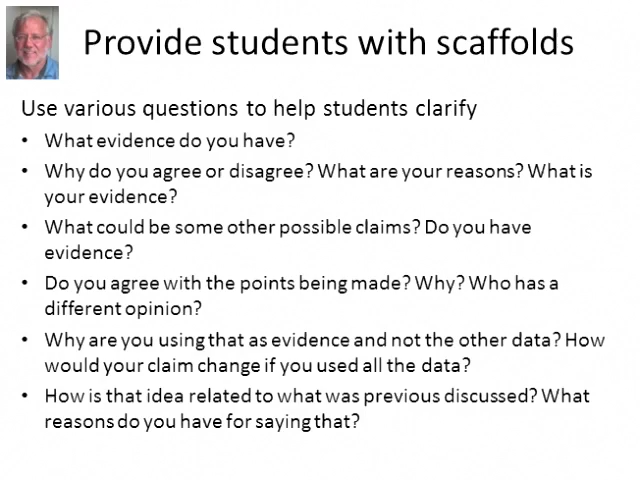 Provide students with scaffolds
Use various questions to help students clarify
• What evidence do you have?
• Why do you agree or disagree? What are your reasons? What is
your evidence?
• What could be some other possible claims? Do you have
evidence?
• Do you agree with the points being made? Why? Who has a
different opinion?
• Why are you using that as evidence and not the other data? How
would your claim change if you used all the data?
• How is that idea related to what was previous discussed? What
reasons do you have for saying that?